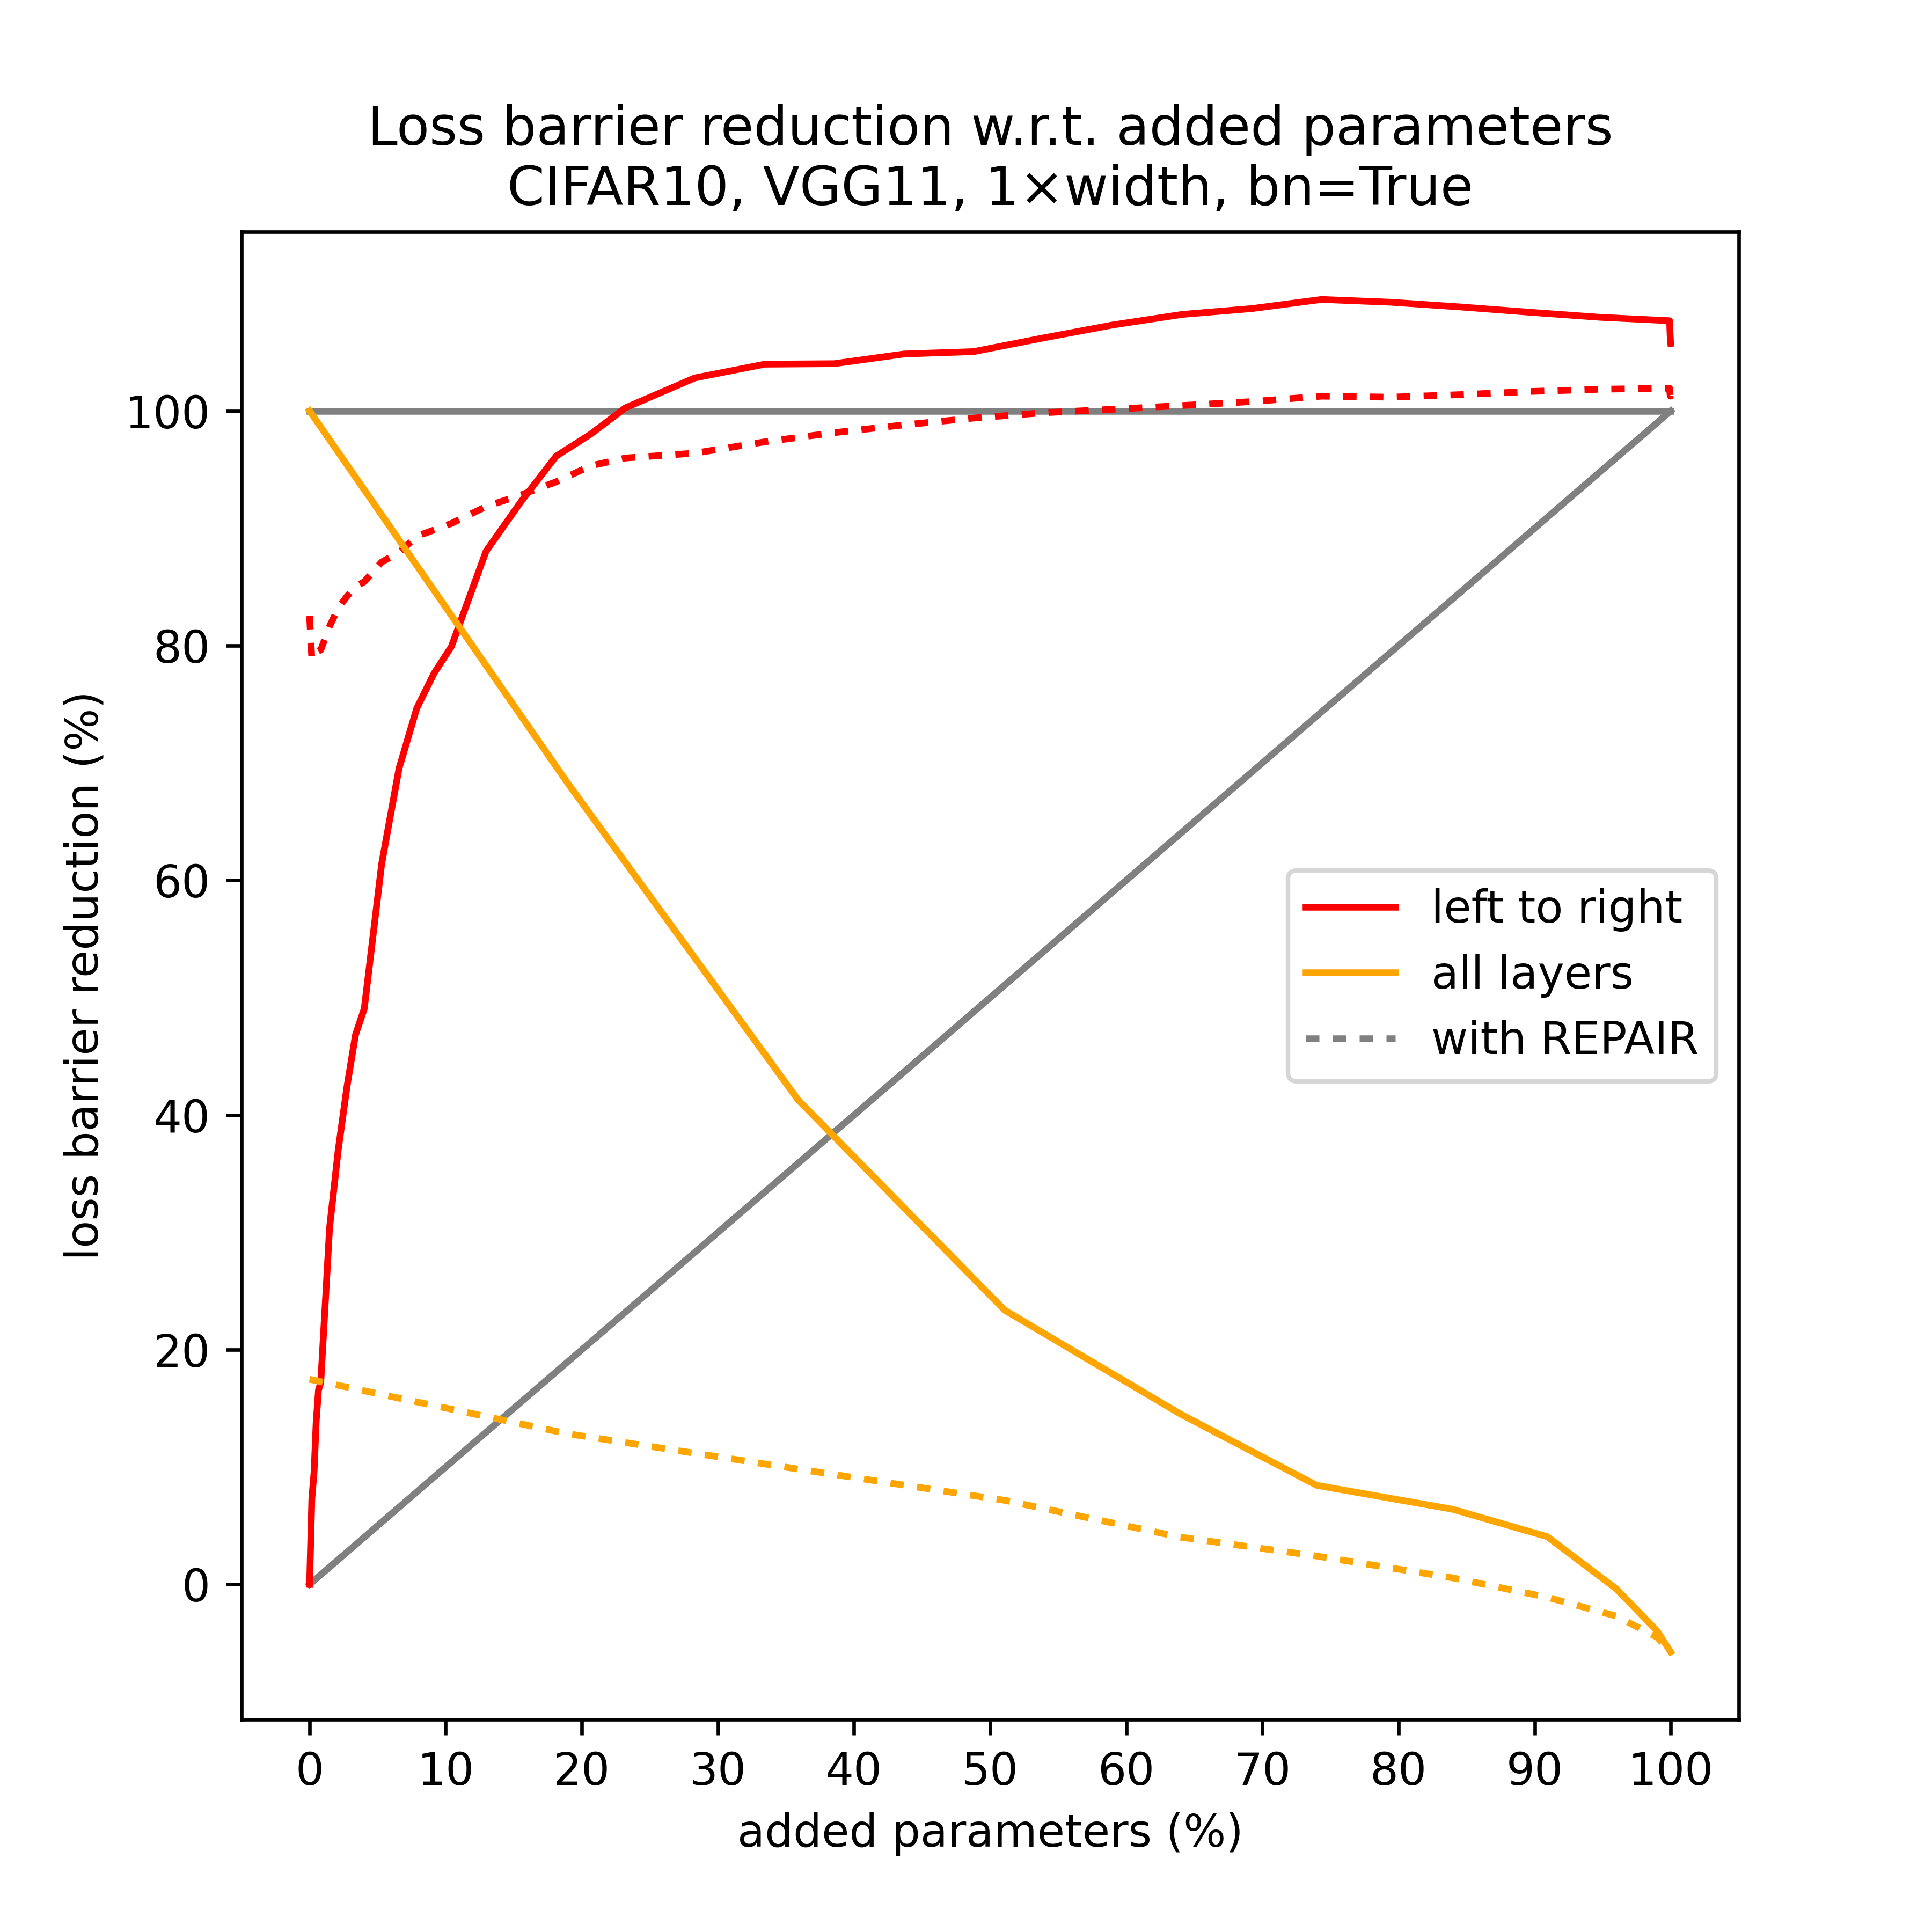 Loss barrier reduction w.r.t. added parameters
CIFAR10, VGG11, 1×width, bn=True
loss barrier reduction (%)
100
80
60
40
20
0
left to right
all layers
with REPAIR
0 10 20 30 40 50 60 70 80 90 100
added parameters (%)